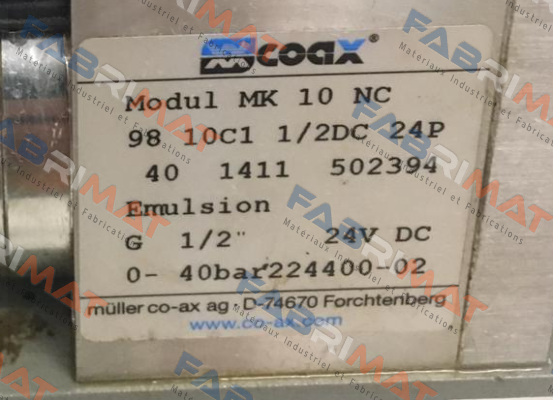 coax®
Modul MK 10 NC
98 10C1 1/2DC 24P
40 1411 502394
Emulsion
G 1/2" 24V DC
0- 40bar224400-02
müller co-ax ag · D-74670 Forchtenberg
www.co-ax.com
FABRIMAT
Materiaux Industriel et Fabrications